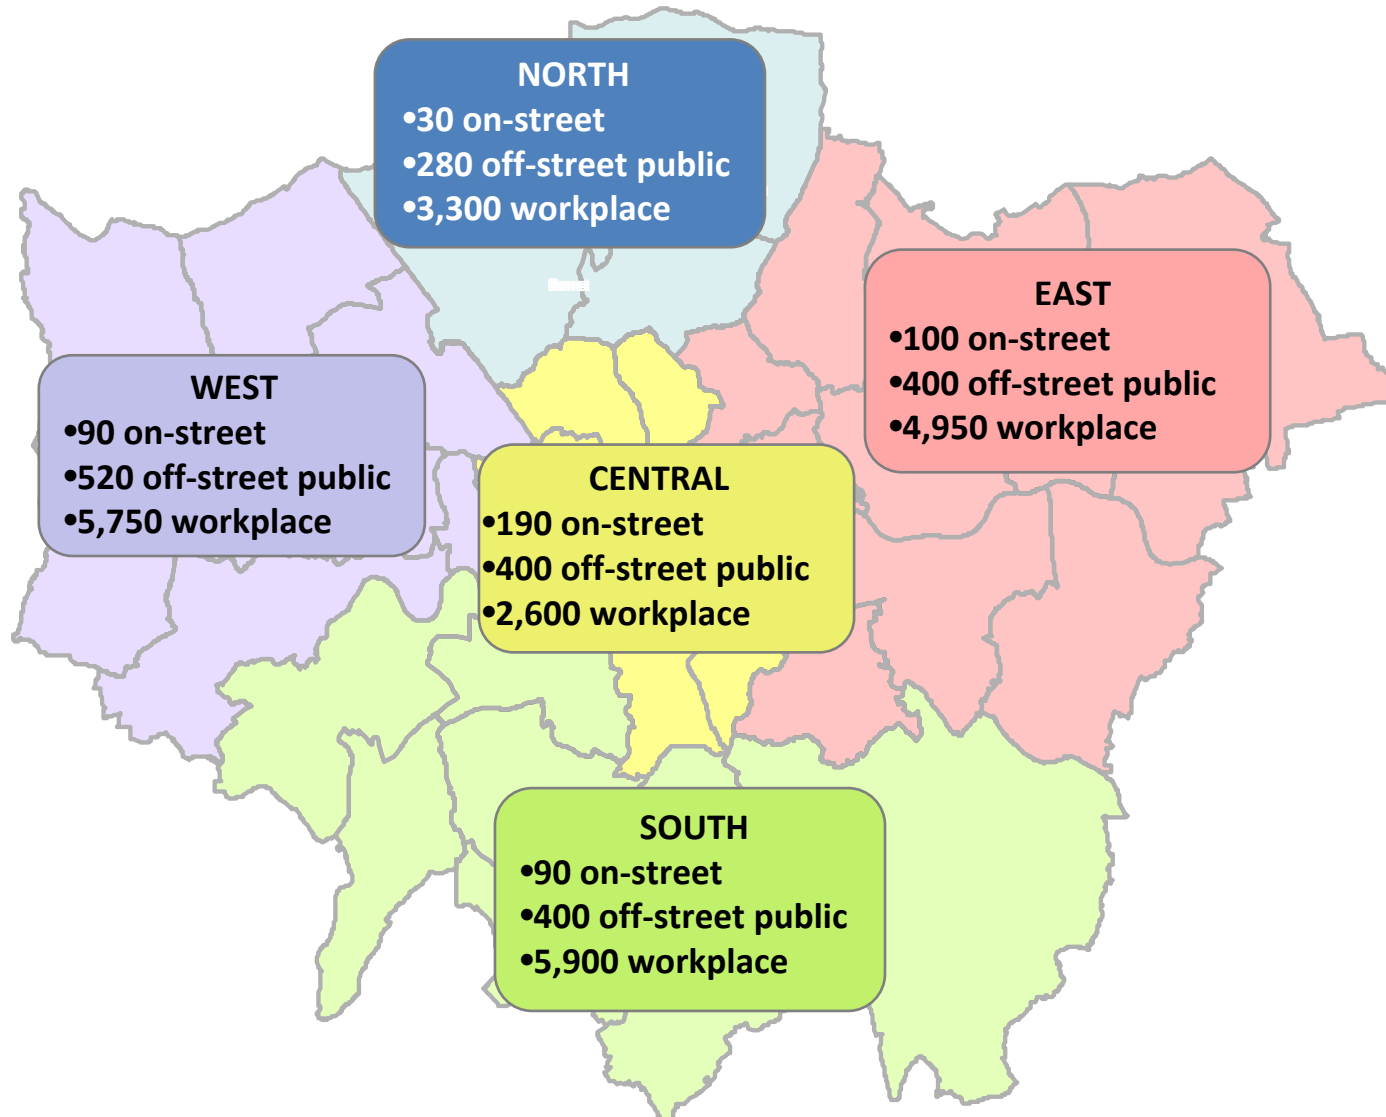 NORTH
•30 on-street
•280 off-street public
•3,300 workplace
EAST
•100 on-street
•400 off-street public
•4,950 workplace
WEST
•90 on-street
•520 off-street public
•5,750 workplace
CENTRAL
•190 on-street
•400 off-street public
•2,600 workplace
SOUTH
•90 on-street
•400 off-street public
•5,900 workplace